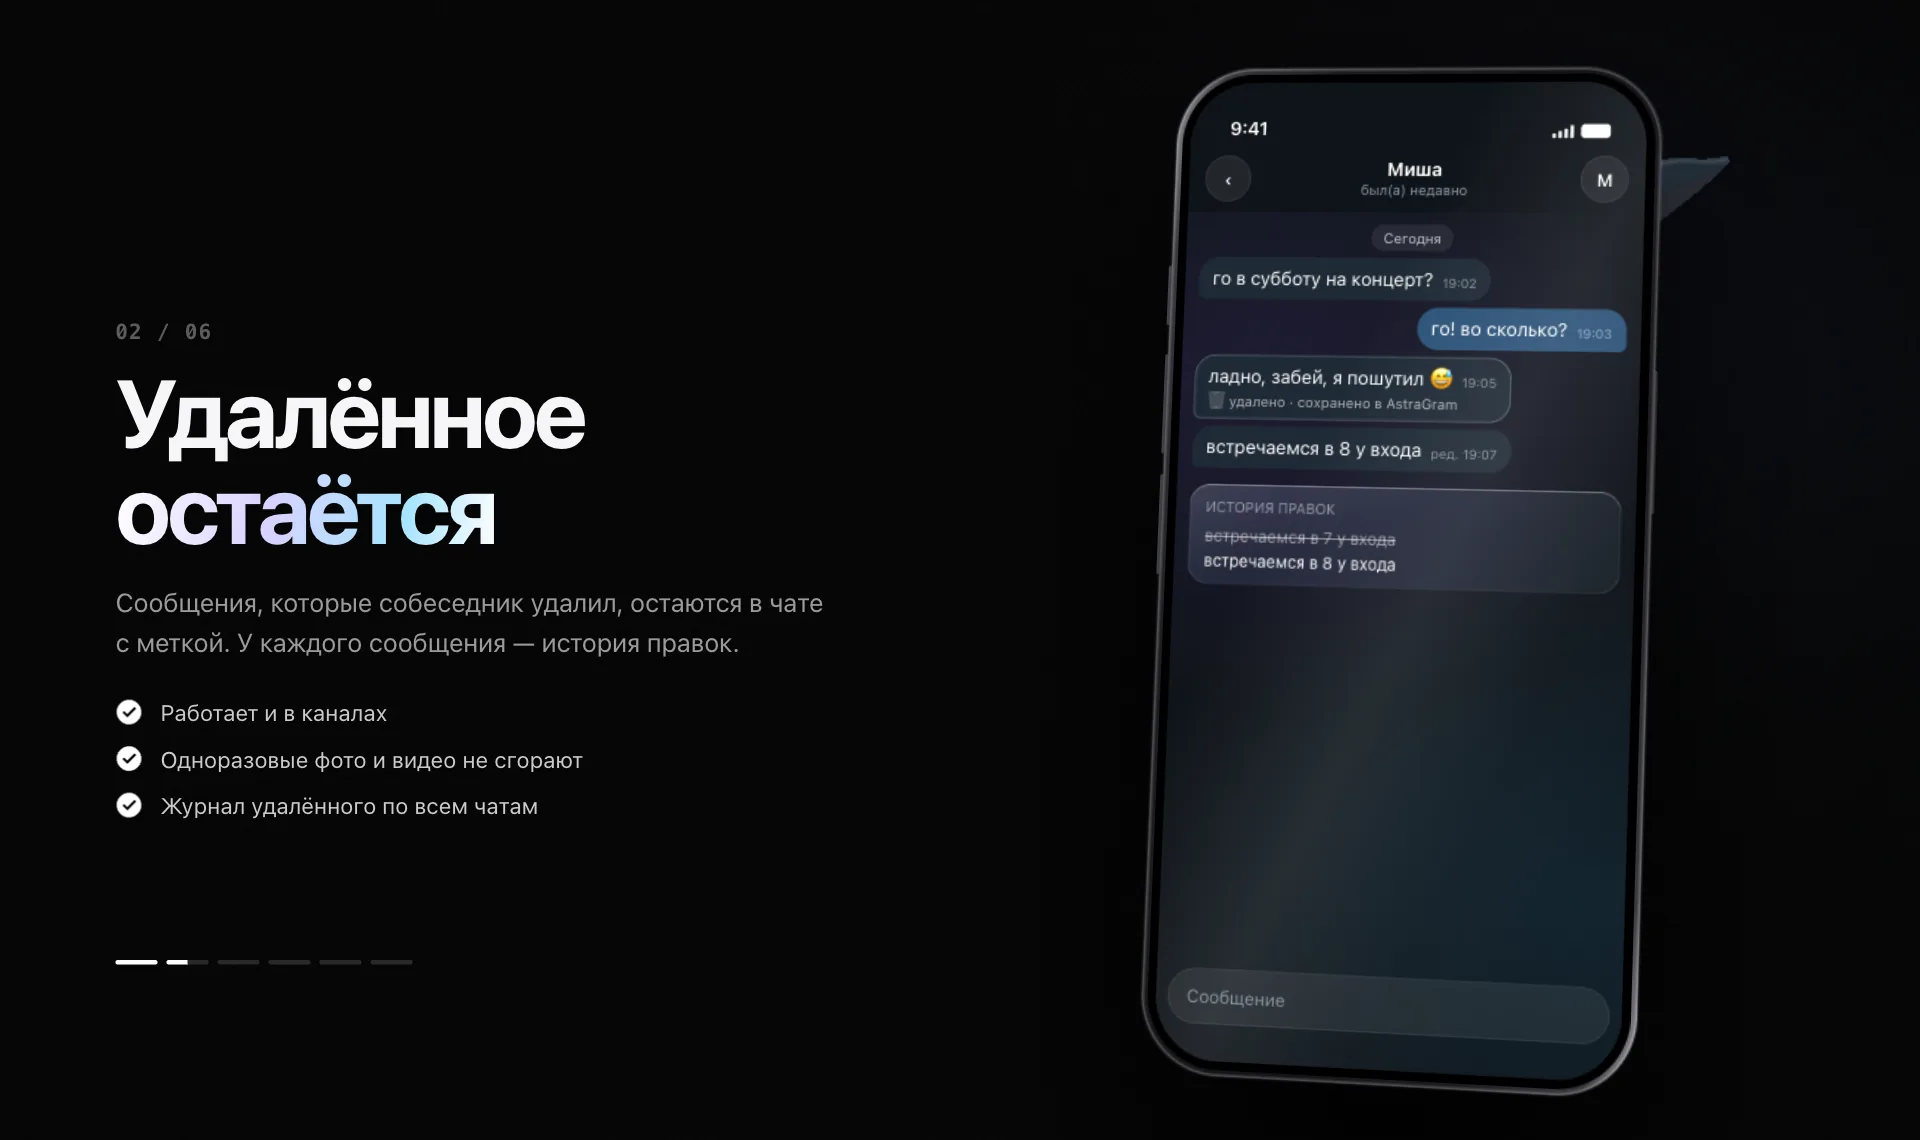 02 / 06
Удалённое
остаётся
Сообщения, которые собеседник удалил, остаются в чате
с меткой. У каждого сообщения — история правок.
Работает и в каналах
Одноразовые фото и видео не сгорают
Журнал удалённого по всем чатам
9:41
‹
Миша
М
был(а) недавно
Сегодня
го в субботу на концерт? 19:02
го! во сколько? 19:03
ладно, забей, я пошутил 😅 19:05
🗑 удалено · сохранено в AstraGram
встречаемся в 8 у входа ред. 19:07
ИСТОРИЯ ПРАВОК
встречаемся в 7 у входа
встречаемся в 8 у входа
Сообщение